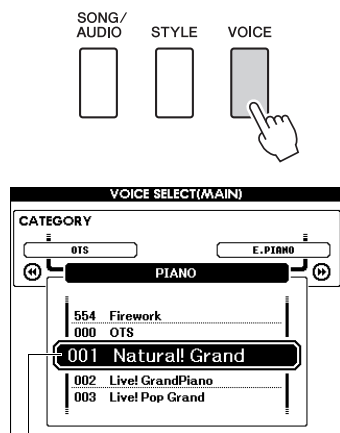 SONG/
AUDIO
STYLE
VOICE
VOICE SELECT(MAIN)
CATEGORY
OTS
E.PIANO
PIANO
554 Firework
000 OTS
001 Natural! Grand
002 Live! GrandPiano
003 Live! Pop Grand